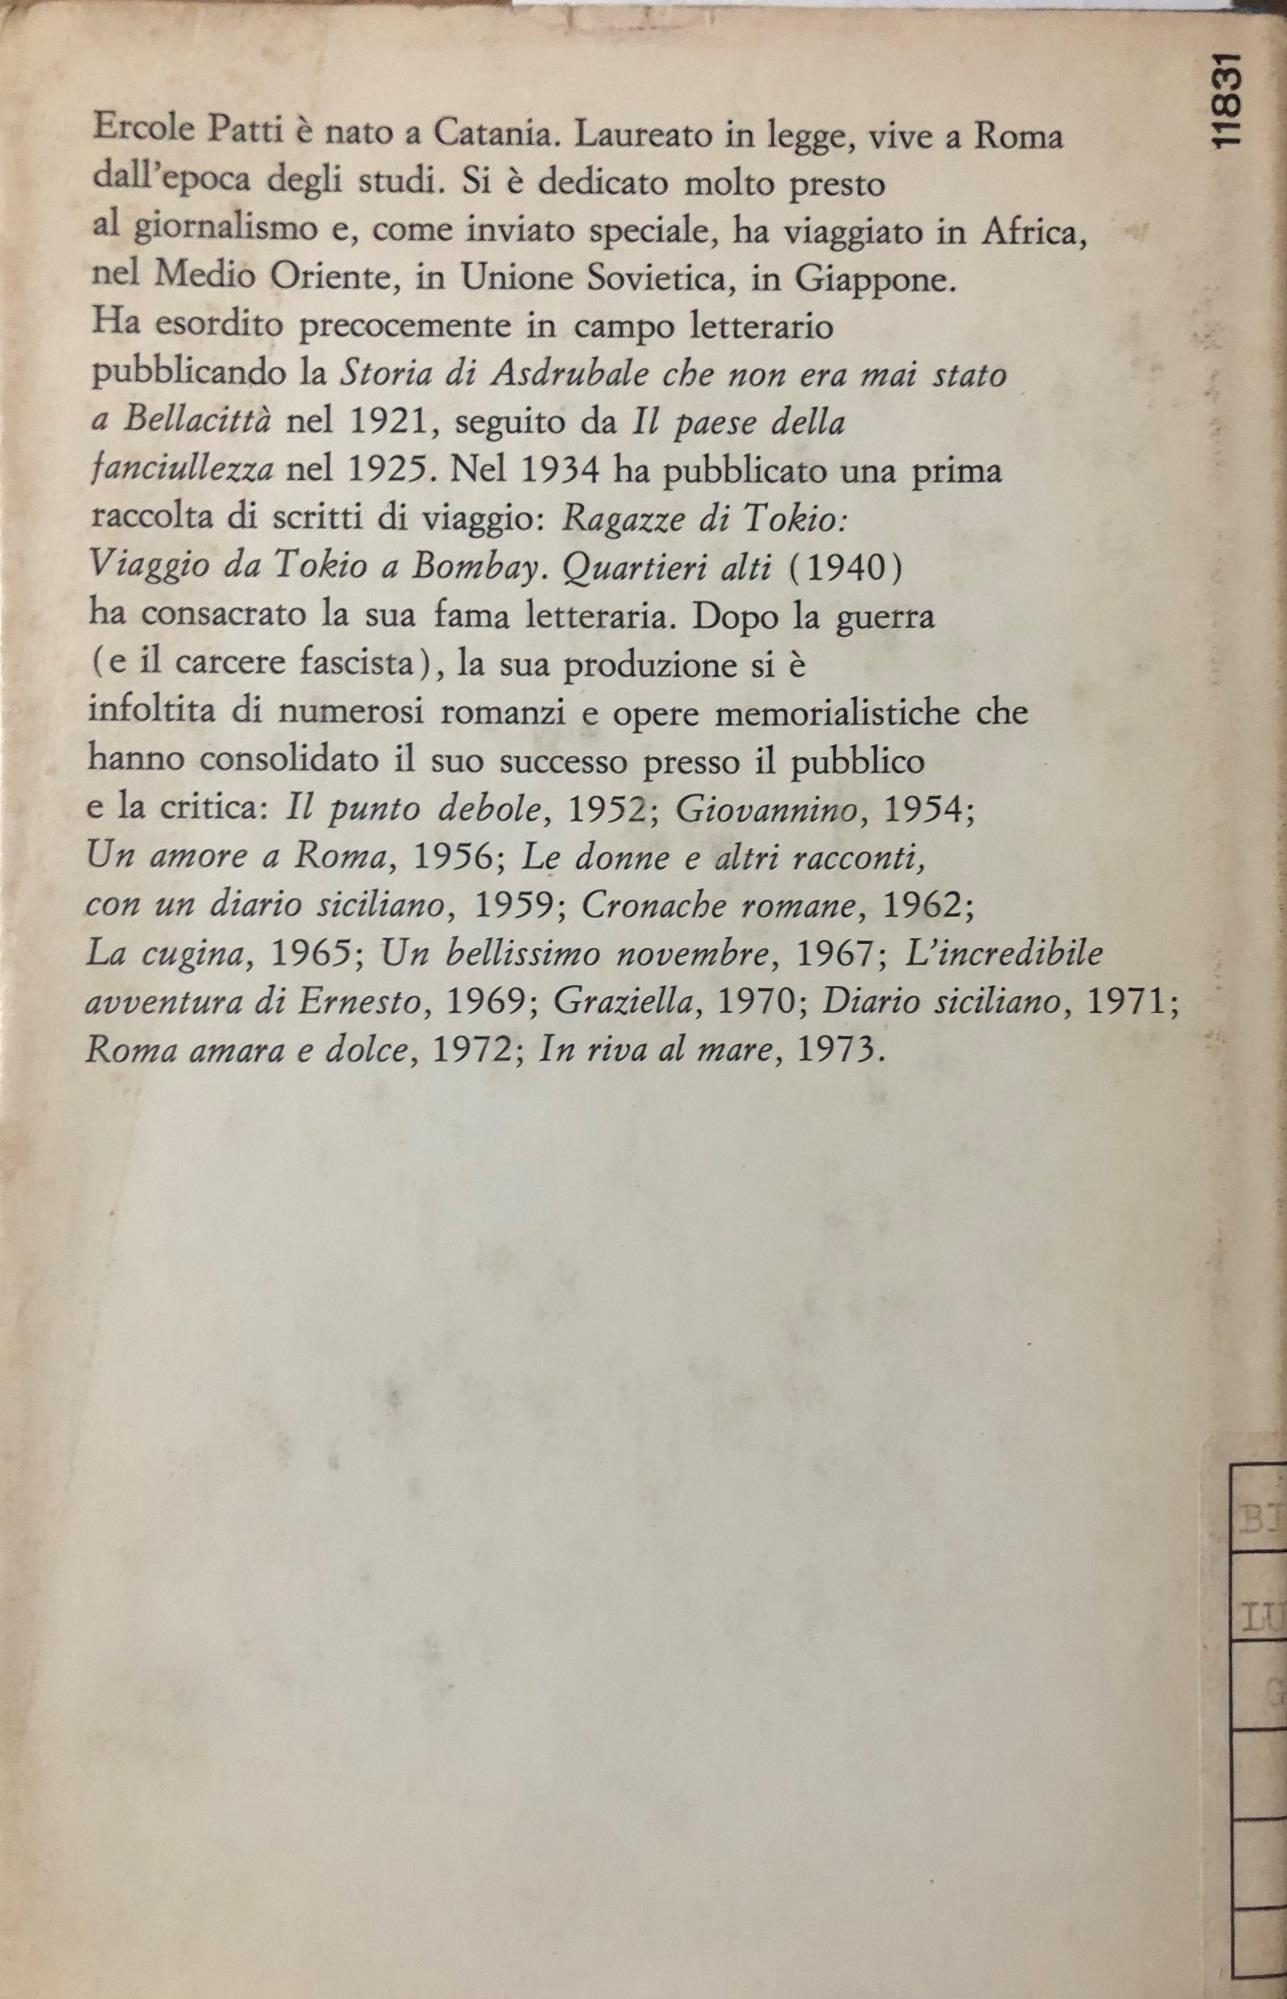 11831
Ercole Patti è nato a Catania. Laureato in legge, vive a Roma
dall'epoca degli studi. Si è dedicato molto presto
al giornalismo e, come inviato speciale, ha viaggiato in Africa,
nel Medio Oriente, in Unione Sovietica, in Giappone.
Ha esordito precocemente in campo letterario
pubblicando la Storia di Asdrubale che non era mai stato
a Bellacittà nel 1921, seguito da Il paese della
fanciullezza nel 1925. Nel 1934 ha pubblicato una prima
raccolta di scritti di viaggio: Ragazze di Tokio:
Viaggio da Tokio a Bombay. Quartieri alti (1940)
ha consacrato la sua fama letteraria. Dopo la guerra
(e il carcere fascista), la sua produzione si è
infoltita di numerosi romanzi e opere memorialistiche che
hanno consolidato il suo successo presso il pubblico
e la critica: Il punto debole, 1952; Giovannino, 1954;
Un amore a Roma, 1956; Le donne e altri racconti,
con un diario siciliano, 1959; Cronache romane, 1962;
La cugina, 1965; Un bellissimo novembre, 1967; L'incredibile
avventura di Ernesto, 1969; Graziella, 1970; Diario siciliano, 1971;
Roma amara e dolce, 1972; In riva al mare, 1973.
BI
LU